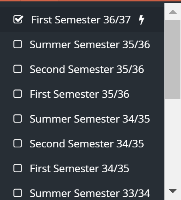 First Semester 36/37
Summer Semester 35/36
Second Semester 35/36
First Semester 35/36
Summer Semester 34/35
Second Semester 34/35
First Semester 34/35
Summer Semester 33/34